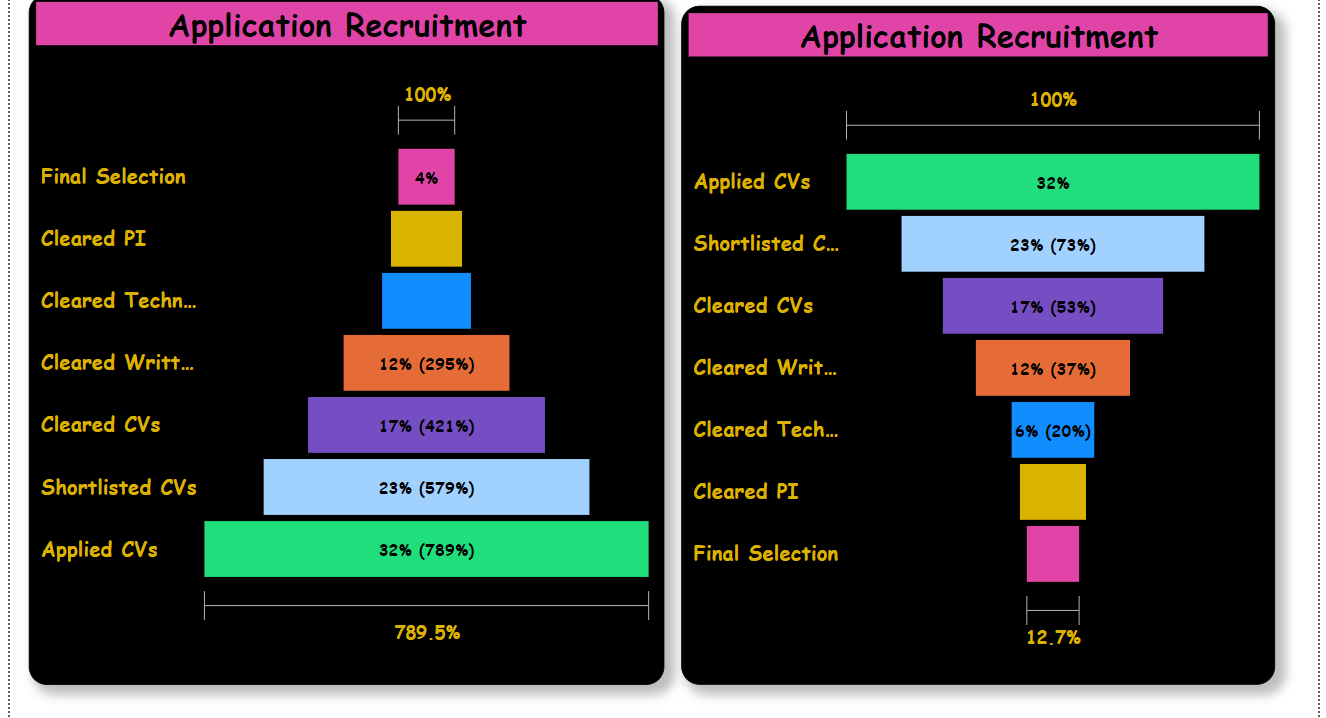 Application Recruitment
100%
Final Selection
4%
Cleared PI
Cleared Techn...
Cleared Writt...
12% (295%)
Cleared CVs
17% (421%)
Shortlisted CVs
23% (579%)
Applied CVs
32% (789%)
789.5%
Application Recruitment
100%
Applied CVs
32%
Shortlisted C...
23% (73%)
Cleared CVs
17% (53%)
Cleared Writ...
12% (37%)
Cleared Tech...
6% (20%)
Cleared PI
Final Selection
12.7%